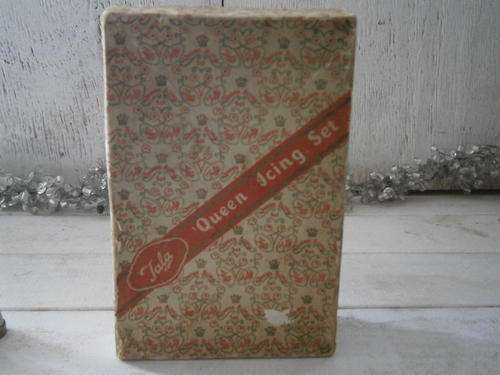 Tala
Queen Icing Set